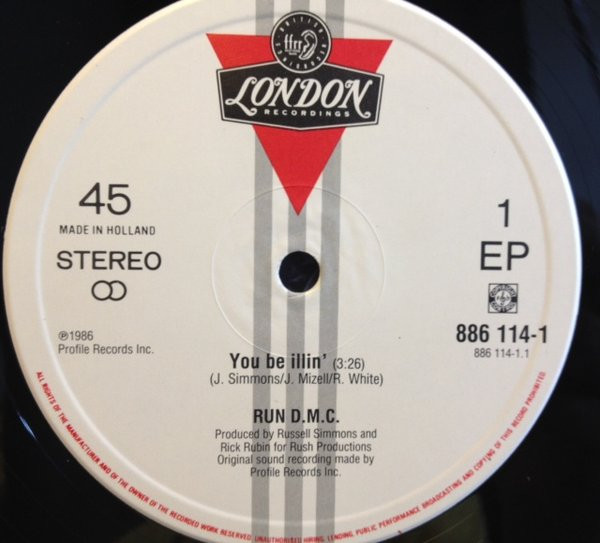 ffrr
LONDON
RECORDINGS
45
MADE IN HOLLAND
STEREO
1
EP
886 114-1
886 114-1.1
℗1986
Profile Records Inc.
You be illin' (3:26)
(J. Simmons/J. Mizell/R. White)
RUN D.M.C.
Produced by Russell Simmons and
Rick Rubin for Rush Productions
Original sound recording made by
Profile Records Inc.
ALL RIGHTS OF THE MANUFACTURER AND OF THE OWNER OF THE RECORDED WORK RESERVED. UNAUTHORISED HIRING, LENDING, PUBLIC PERFORMANCE BROADCASTING AND COPYING OF THIS RECORD PROHIBITED